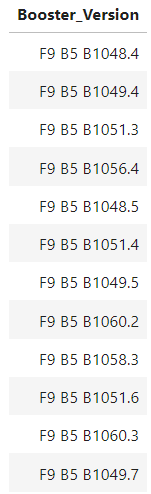 Booster_Version
F9 B5 B1048.4
F9 B5 B1049.4
F9 B5 B1051.3
F9 B5 B1056.4
F9 B5 B1048.5
F9 B5 B1051.4
F9 B5 B1049.5
F9 B5 B1060.2
F9 B5 B1058.3
F9 B5 B1051.6
F9 B5 B1060.3
F9 B5 B1049.7